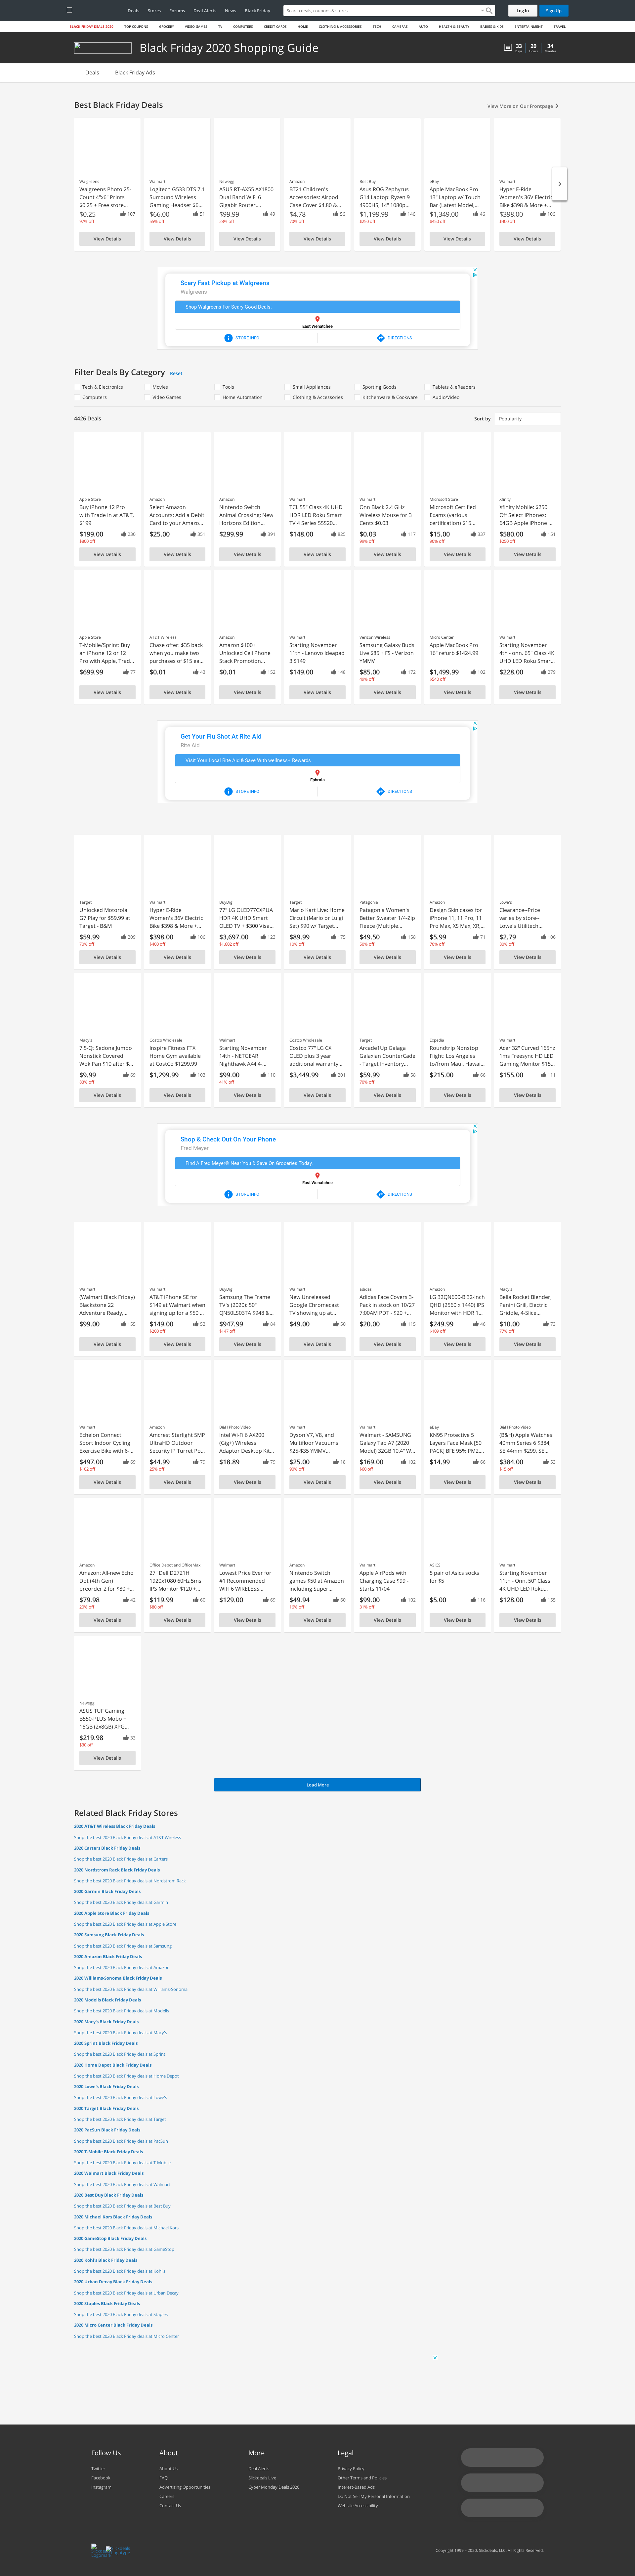 Deals Stores Forums Deal Alerts News Black Friday
Search deals, coupons & stores
Log In
Sign Up
BLACK FRIDAY DEALS 2020 TOP COUPONS GROCERY VIDEO GAMES TV COMPUTERS CREDIT CARDS HOME CLOTHING & ACCESSORIES TECH CAMERAS AUTO HEALTH & BEAUTY BABIES & KIDS ENTERTAINMENT TRAVEL
Black Friday 2020 Shopping Guide
33 Days 20 Hours 34 Minutes
Deals Black Friday Ads
Best Black Friday Deals
View More on Our Frontpage
Walgreens
Walgreens Photo 25-
Count 4"x6" Prints
$0.25 + Free store...
$0.25 107
97% off
View Details
Walmart
Logitech G533 DTS 7.1
Surround Wireless
Gaming Headset $6...
$66.00 51
55% off
View Details
Newegg
ASUS RT-AX55 AX1800
Dual Band WiFi 6
Gigabit Router,...
$99.99 49
23% off
View Details
Amazon
BT21 Children's
Accessories: Airpod
Case Cover $4.80 &...
$4.78 56
70% off
View Details
Best Buy
Asus ROG Zephyrus
G14 Laptop: Ryzen 9
4900HS, 14" 1080p...
$1,199.99 146
$250 off
View Details
eBay
Apple MacBook Pro
13" Laptop w/ Touch
Bar (Latest Model,...
$1,349.00 46
$450 off
View Details
Walmart
Hyper E-Ride
Women's 36V Electric
Bike $398 & More +...
$398.00 106
$400 off
View Details
Scary Fast Pickup at Walgreens
Walgreens
Shop Walgreens For Scary Good Deals.
East Wenatchee
STORE INFO
DIRECTIONS
Filter Deals By Category Reset
Tech & Electronics Movies Tools Small Appliances Sporting Goods Tablets & eReaders
Computers Video Games Home Automation Clothing & Accessories Kitchenware & Cookware Audio/Video
4426 Deals
Sort by Popularity
Apple Store
Buy iPhone 12 Pro
with Trade in at AT&T,
$199
$199.00 230
$800 off
View Details
Amazon
Select Amazon
Accounts: Add a Debit
Card to your Amazo...
$25.00 351
View Details
Amazon
Nintendo Switch
Animal Crossing: New
Horizons Edition...
$299.99 391
View Details
Walmart
TCL 55" Class 4K UHD
HDR LED Roku Smart
TV 4 Series 55S20...
$148.00 825
View Details
Walmart
Onn Black 2.4 GHz
Wireless Mouse for 3
Cents $0.03
$0.03 117
99% off
View Details
Microsoft Store
Microsoft Certified
Exams (various
certification) $15...
$15.00 337
90% off
View Details
Xfinity
Xfinity Mobile: $250
Off Select iPhones:
64GB Apple iPhone ...
$580.00 151
$250 off
View Details
Apple Store
T-Mobile/Sprint: Buy
an iPhone 12 or 12
Pro with Apple, Trad...
$699.99 77
View Details
AT&T Wireless
Chase offer: $35 back
when you make two
purchases of $15 ea...
$0.01 43
View Details
Amazon
Amazon $100+
Unlocked Cell Phone
Stack Promotion...
$0.01 152
View Details
Walmart
Starting November
11th - Lenovo Ideapad
3 $149
$149.00 148
View Details
Verizon Wireless
Samsung Galaxy Buds
Live $85 + FS - Verizon
YMMV
$85.00 172
49% off
View Details
Micro Center
Apple MacBook Pro
16" refurb $1424.99
$1,499.99 102
$540 off
View Details
Walmart
Starting November
4th - onn. 65" Class 4K
UHD LED Roku Smar...
$228.00 279
View Details
Get Your Flu Shot At Rite Aid
Rite Aid
Visit Your Local Rite Aid & Save With wellness+ Rewards.
Ephrata
STORE INFO
DIRECTIONS
Target
Unlocked Motorola
G7 Play for $59.99 at
Target - B&M
$59.99 209
70% off
View Details
Walmart
Hyper E-Ride
Women's 36V Electric
Bike $398 & More +...
$398.00 106
$400 off
View Details
BuyDig
77" LG OLED77CXPUA
HDR 4K UHD Smart
OLED TV + $300 Visa...
$3,697.00 123
$1,602 off
View Details
Target
Mario Kart Live: Home
Circuit (Mario or Luigi
Set) $90 w/ Target...
$89.99 175
10% off
View Details
Patagonia
Patagonia Women's
Better Sweater 1/4-Zip
Fleece (Multiple...
$49.50 158
50% off
View Details
Amazon
Design Skin cases for
iPhone 11, 11 Pro, 11
Pro Max, XS Max, XR,...
$5.99 71
70% off
View Details
Lowe's
Clearance--Price
varies by store--
Lowe's Utilitech...
$2.79 106
80% off
View Details
Macy's
7.5-Qt Sedona Jumbo
Nonstick Covered
Wok Pan $10 after $...
$9.99 69
83% off
View Details
Costco Wholesale
Inspire Fitness FTX
Home Gym available
at CostCo $1299.99
$1,299.99 103
View Details
Walmart
Starting November
14th - NETGEAR
Nighthawk AX4 4-...
$99.00 110
41% off
View Details
Costco Wholesale
Costco 77" LG CX
OLED plus 3 year
additional warranty...
$3,449.99 201
View Details
Target
Arcade1Up Galaga
Galaxian CounterCade
- Target Inventory...
$59.99 58
70% off
View Details
Expedia
Roundtrip Nonstop
Flight: Los Angeles
to/from Maui, Hawai...
$215.00 66
View Details
Walmart
Acer 32" Curved 165hz
1ms Freesync HD LED
Gaming Monitor $15...
$155.00 111
View Details
Shop & Check Out On Your Phone
Fred Meyer
Find A Fred Meyer® Near You & Save On Groceries Today.
East Wenatchee
STORE INFO
DIRECTIONS
Walmart
(Walmart Black Friday)
Blackstone 22
Adventure Ready,...
$99.00 155
View Details
Walmart
AT&T iPhone SE for
$149 at Walmart when
signing up for a $50 ...
$149.00 52
$200 off
View Details
BuyDig
Samsung The Frame
TV's (2020): 50"
QN50LS03TA $948 &...
$947.99 84
$147 off
View Details
Walmart
New Unreleased
Google Chromecast
TV showing up at...
$49.00 50
View Details
adidas
Adidas Face Covers 3-
Pack in stock on 10/27
7:00AM PDT - $20 +...
$20.00 115
View Details
Amazon
LG 32QN600-B 32-Inch
QHD (2560 x 1440) IPS
Monitor with HDR 1...
$249.99 48
$109 off
View Details
Macy's
Bella Rocket Blender,
Panini Grill, Electric
Griddle, 4-Slice...
$10.00 73
77% off
View Details
Walmart
Echelon Connect
Sport Indoor Cycling
Exercise Bike with 6-...
$497.00 69
$102 off
View Details
Amazon
Amcrest Starlight 5MP
UltraHD Outdoor
Security IP Turret Po...
$44.99 79
25% off
View Details
B&H Photo Video
Intel Wi-Fi 6 AX200
(Gig+) Wireless
Adaptor Desktop Kit...
$18.89 75
View Details
Walmart
Dyson V7, V8, and
Multifloor Vacuums
$25-$35 YMMV...
$25.00 18
90% off
View Details
Walmart
Walmart - SAMSUNG
Galaxy Tab A7 (2020
Model) 32GB 10.4" W...
$169.00 102
$60 off
View Details
eBay
KN95 Protective 5
Layers Face Mask [50
PACK] BFE 95% PM2....
$14.99 66
View Details
B&H Photo Video
(B&H) Apple Watches:
40mm Series 6 $384,
SE 44mm $299, SE...
$384.00 53
$15 off
View Details
Amazon
Amazon: All-new Echo
Dot (4th Gen)
preorder 2 for $80 +...
$79.98 42
20% off
View Details
Office Depot and OfficeMax
27" Dell D2721H
1920x1080 60Hz 5ms
IPS Monitor $120 +...
$119.99 60
$80 off
View Details
Walmart
Lowest Price Ever for
#1 Recommended
WIFI 6 WIRELESS...
$129.00 69
View Details
Amazon
Nintendo Switch
games $50 at Amazon
including Super...
$49.94 60
16% off
View Details
Walmart
Apple AirPods with
Charging Case $99 -
Starts 11/04
$99.00 102
31% off
View Details
ASICS
5 pair of Asics socks
for $5
$5.00 116
View Details
Walmart
Starting November
11th - Onn. 50" Class
4K UHD LED Roku...
$128.00 155
View Details
Newegg
ASUS TUF Gaming
B550-PLUS Mobo +
16GB (2x8GB) XPG...
$219.98 33
$30 off
View Details
Load More
Related Black Friday Stores
2020 AT&T Wireless Black Friday Deals
Shop the best 2020 Black Friday deals at AT&T Wireless
2020 Carters Black Friday Deals
Shop the best 2020 Black Friday deals at Carters
2020 Nordstrom Rack Black Friday Deals
Shop the best 2020 Black Friday deals at Nordstrom Rack
2020 Garmin Black Friday Deals
Shop the best 2020 Black Friday deals at Garmin
2020 Apple Store Black Friday Deals
Shop the best 2020 Black Friday deals at Apple Store
2020 Samsung Black Friday Deals
Shop the best 2020 Black Friday deals at Samsung
2020 Amazon Black Friday Deals
Shop the best 2020 Black Friday deals at Amazon
2020 Williams-Sonoma Black Friday Deals
Shop the best 2020 Black Friday deals at Williams-Sonoma
2020 Modells Black Friday Deals
Shop the best 2020 Black Friday deals at Modells
2020 Macy's Black Friday Deals
Shop the best 2020 Black Friday deals at Macy's
2020 Sprint Black Friday Deals
Shop the best 2020 Black Friday deals at Sprint
2020 Home Depot Black Friday Deals
Shop the best 2020 Black Friday deals at Home Depot
2020 Lowe's Black Friday Deals
Shop the best 2020 Black Friday deals at Lowe's
2020 Target Black Friday Deals
Shop the best 2020 Black Friday deals at Target
2020 PacSun Black Friday Deals
Shop the best 2020 Black Friday deals at PacSun
2020 T-Mobile Black Friday Deals
Shop the best 2020 Black Friday deals at T-Mobile
2020 Walmart Black Friday Deals
Shop the best 2020 Black Friday deals at Walmart
2020 Best Buy Black Friday Deals
Shop the best 2020 Black Friday deals at Best Buy
2020 Michael Kors Black Friday Deals
Shop the best 2020 Black Friday deals at Michael Kors
2020 GameStop Black Friday Deals
Shop the best 2020 Black Friday deals at GameStop
2020 Kohl's Black Friday Deals
Shop the best 2020 Black Friday deals at Kohl's
2020 Urban Decay Black Friday Deals
Shop the best 2020 Black Friday deals at Urban Decay
2020 Staples Black Friday Deals
Shop the best 2020 Black Friday deals at Staples
2020 Micro Center Black Friday Deals
Shop the best 2020 Black Friday deals at Micro Center
Follow Us
Twitter
Facebook
Instagram
About
About Us
FAQ
Advertising Opportunities
Careers
Contact Us
More
Deal Alerts
Slickdeals Live
Cyber Monday Deals 2020
Legal
Privacy Policy
Other Terms and Policies
Interest-Based Ads
Do Not Sell My Personal Information
Website Accessibility
Copyright 1999 – 2020. Slickdeals, LLC. All Rights Reserved.